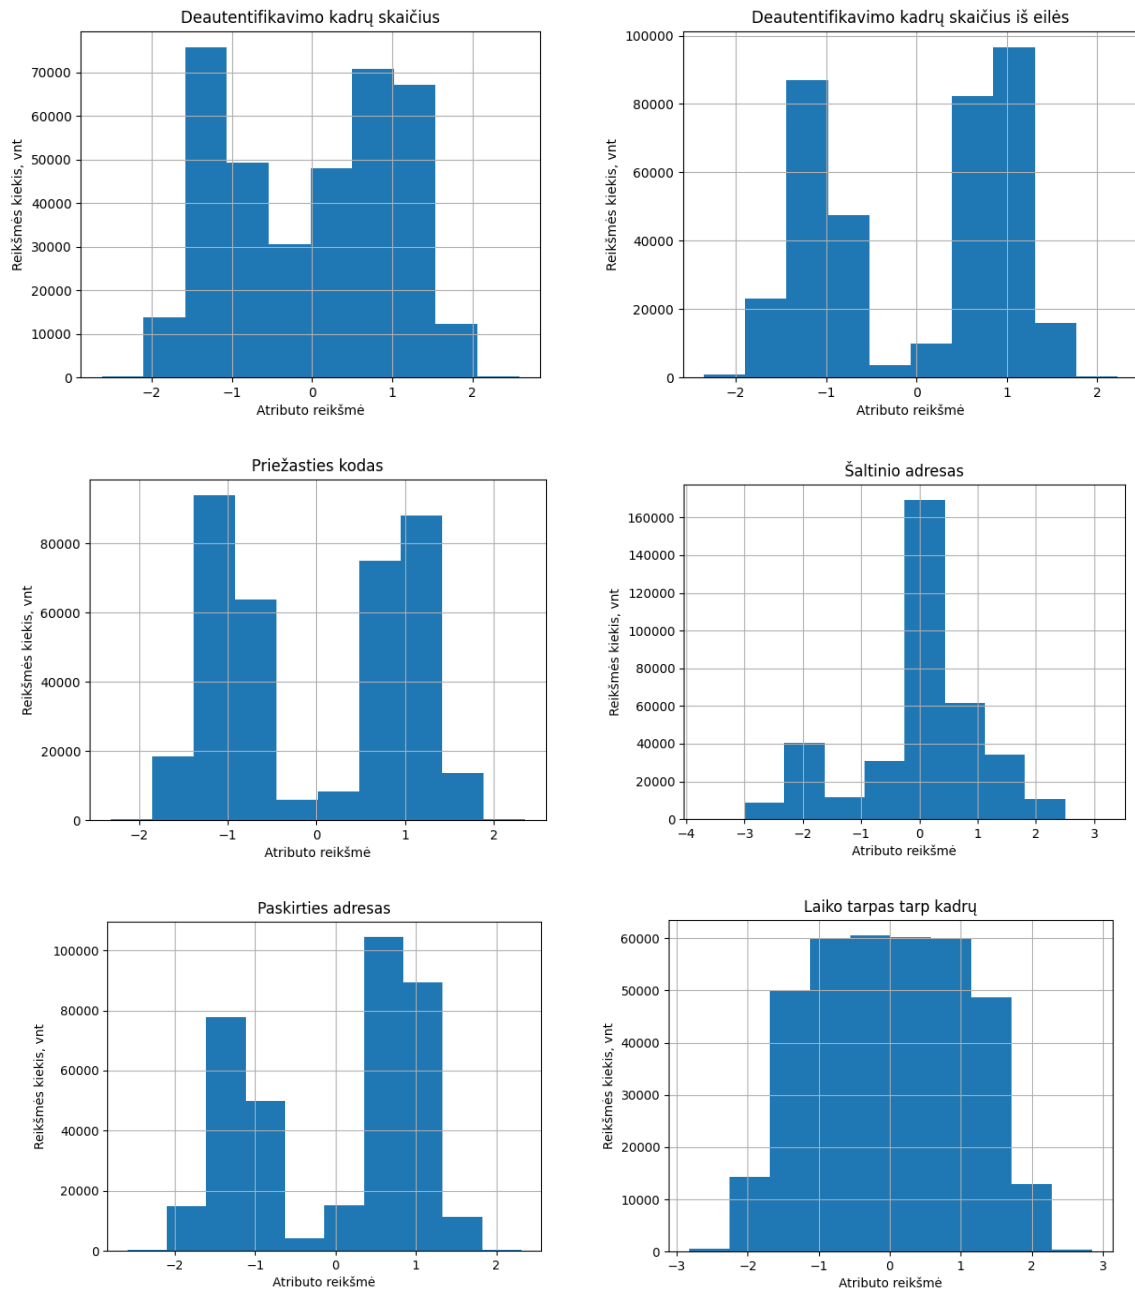 Deautentifikavimo kadrų skaičius
70000
60000
50000
40000
30000
20000
10000
0
Reikšmės kiekis, vnt
−2 −1 0 1 2
Atributo reikšmė
Deautentifikavimo kadrų skaičius iš eilės
100000
80000
60000
40000
20000
0
Reikšmės kiekis, vnt
−2 −1 0 1 2
Atributo reikšmė
Priežasties kodas
80000
60000
40000
20000
0
Reikšmės kiekis, vnt
−2 −1 0 1 2
Atributo reikšmė
Šaltinio adresas
160000
140000
120000
100000
80000
60000
40000
20000
0
Reikšmės kiekis, vnt
−4 −3 −2 −1 0 1 2 3
Atributo reikšmė
Paskirties adresas
100000
80000
60000
40000
20000
0
Reikšmės kiekis, vnt
−2 −1 0 1 2
Atributo reikšmė
Laiko tarpas tarp kadrų
60000
50000
40000
30000
20000
10000
0
Reikšmės kiekis, vnt
−3 −2 −1 0 1 2 3
Atributo reikšmė